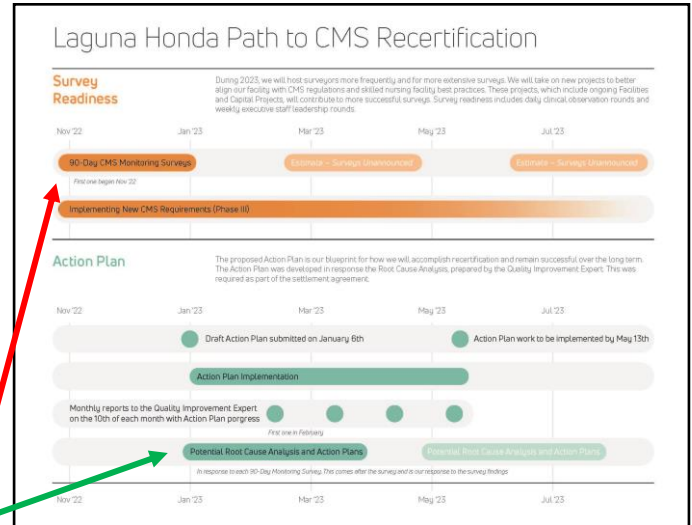 Laguna Honda Path to CMS Recertification
Survey
Readiness
During 2023, we will host surveyors more frequently and for more extensive surveys. We will take on new projects to better
align our facility with CMS regulations and skilled nursing facility best practices. These projects, which include ongoing Facilities
and Capital Projects, will contribute to more successful surveys. Survey readiness includes daily clinical observation rounds and
weekly executive staff leadership rounds.
Nov '22 Jan '23 Mar '23 May '23 Jul '23
90-Day CMS Monitoring Surveys Estimate – Surveys Unannounced Estimate – Surveys Unannounced
First one began Nov '22
Implementing New CMS Requirements (Phase III)
Action Plan
The proposed Action Plan is our blueprint for how we will accomplish recertification and remain successful over the long term.
The Action Plan was developed in response the Root Cause Analysis, prepared by the Quality Improvement Expert. This was
required as part of the settlement agreement.
Nov '22 Jan '23 Mar '23 May '23 Jul '23
Draft Action Plan submitted on January 6th Action Plan work to be implemented by May 13th
Action Plan Implementation
Monthly reports to the Quality Improvement Expert
on the 10th of each month with Action Plan porgress
First one in February
Potential Root Cause Analysis and Action Plans Potential Root Cause Analysis and Action Plans
In response to each 90-Day Monitoring Survey. This comes after the survey and is our response to the survey findings
Nov '22 Jan '23 Mar '23 May '23 Jul '23